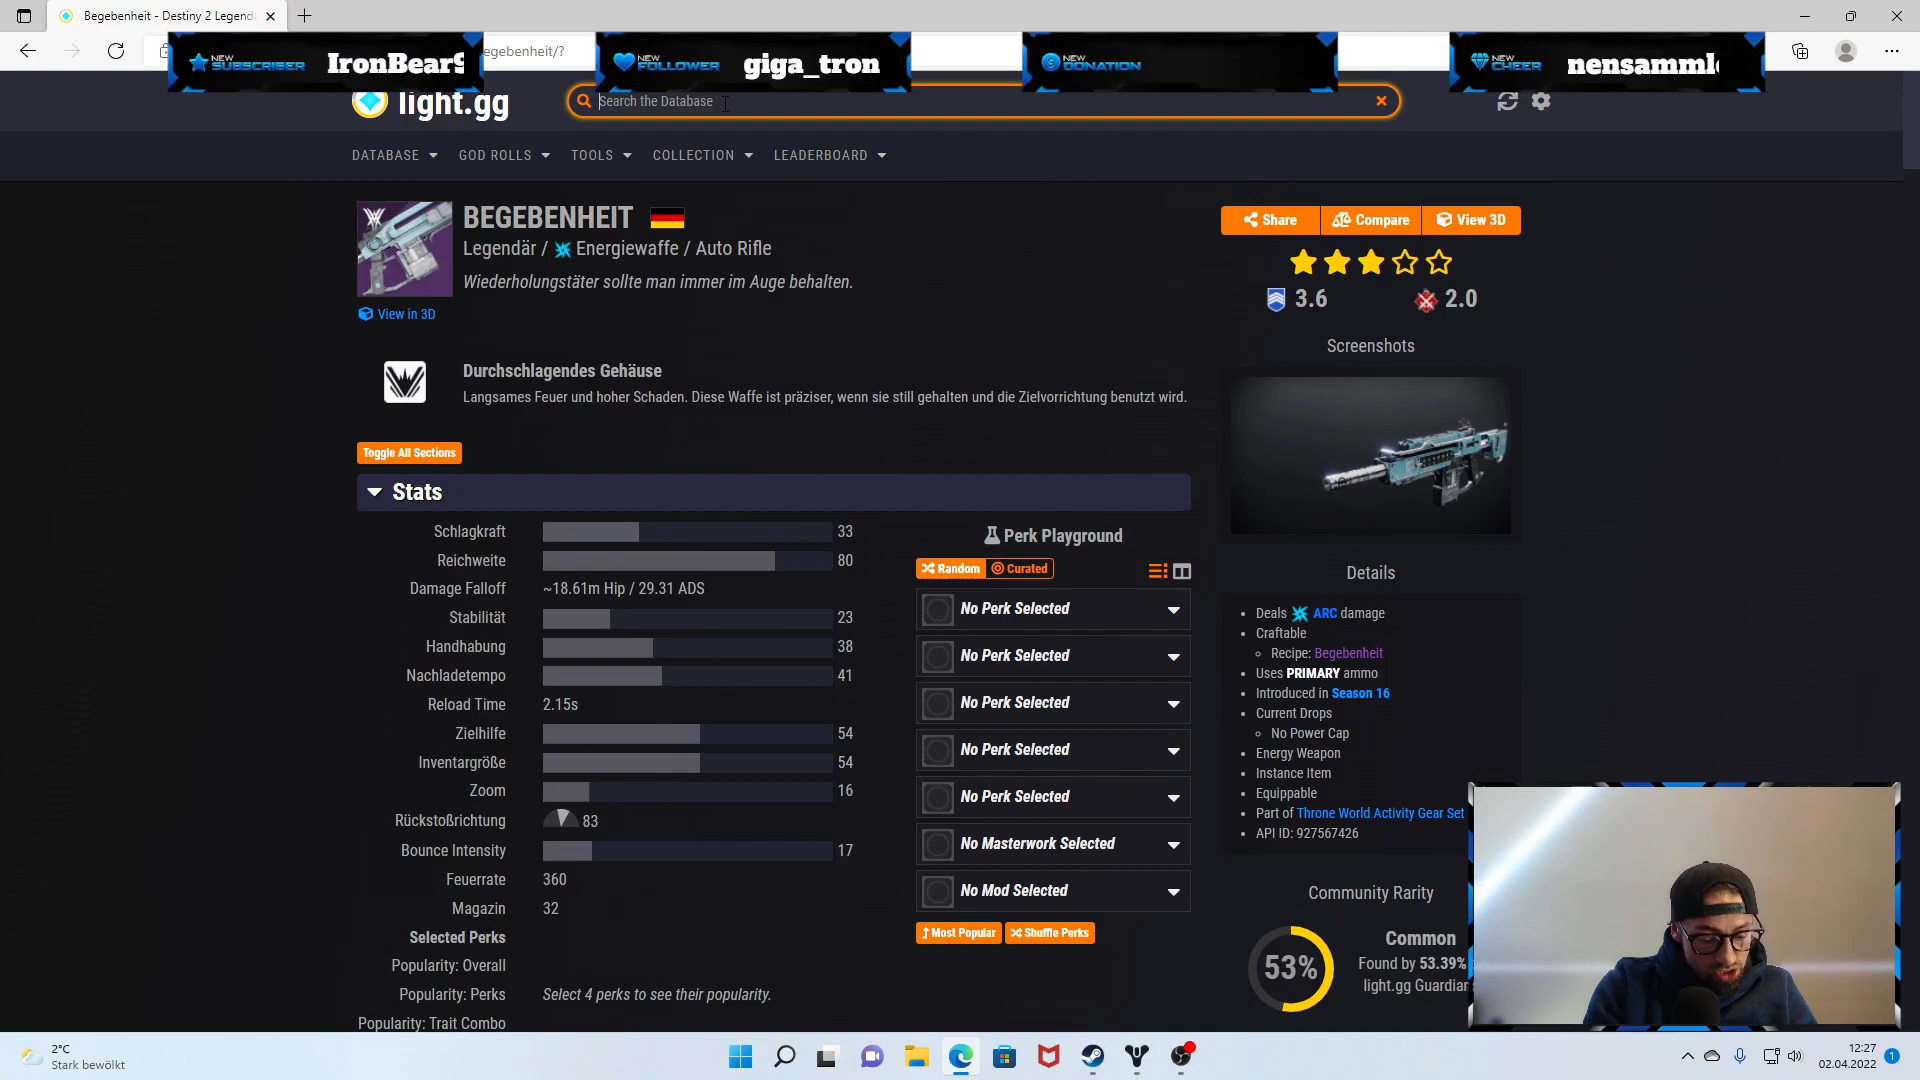 Begebenheit - Destiny 2 Legend
egebenheit/?
NEW SUBSCRIBER IronBear9
NEW FOLLOWER giga_tron
NEW DONATION
NEW CHEER nensammle
light.gg
Search the Database
DATABASE GOD ROLLS TOOLS COLLECTION LEADERBOARD
BEGEBENHEIT
Legendär / Energiewaffe / Auto Rifle
Wiederholungstäter sollte man immer im Auge behalten.
View in 3D
Durchschlagendes Gehäuse
Langsames Feuer und hoher Schaden. Diese Waffe ist präziser, wenn sie still gehalten und die Zielvorrichtung benutzt wird.
Toggle All Sections
Stats
Schlagkraft 33
Reichweite 80
Damage Falloff ~18.61m Hip / 29.31 ADS
Stabilität 23
Handhabung 38
Nachladetempo 41
Reload Time 2.15s
Zielhilfe 54
Inventargröße 54
Zoom 16
Rückstoßrichtung 83
Bounce Intensity 17
Feuerrate 360
Magazin 32
Selected Perks
Popularity: Overall
Popularity: Perks Select 4 perks to see their popularity.
Popularity: Trait Combo
Perk Playground
Random Curated
No Perk Selected
No Perk Selected
No Perk Selected
No Perk Selected
No Perk Selected
No Masterwork Selected
No Mod Selected
Most Popular Shuffle Perks
Share Compare View 3D
3.6 2.0
Screenshots
Details
Deals ARC damage
Craftable
Recipe: Begebenheit
Uses PRIMARY ammo
Introduced in Season 16
Current Drops
No Power Cap
Energy Weapon
Instance Item
Equippable
Part of Throne World Activity Gear Set
API ID: 927567426
Community Rarity
53%
Common
Found by 53.39%
light.gg Guardian
2°C
Stark bewölkt
12:27
02.04.2022
1